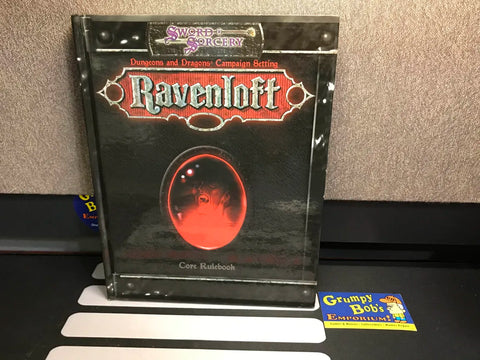 Sword Sorcery
Dungeons and Dragons® Campaign Setting
Ravenloft
Core Rulebook
Grumpy
Bob's
Emporium!